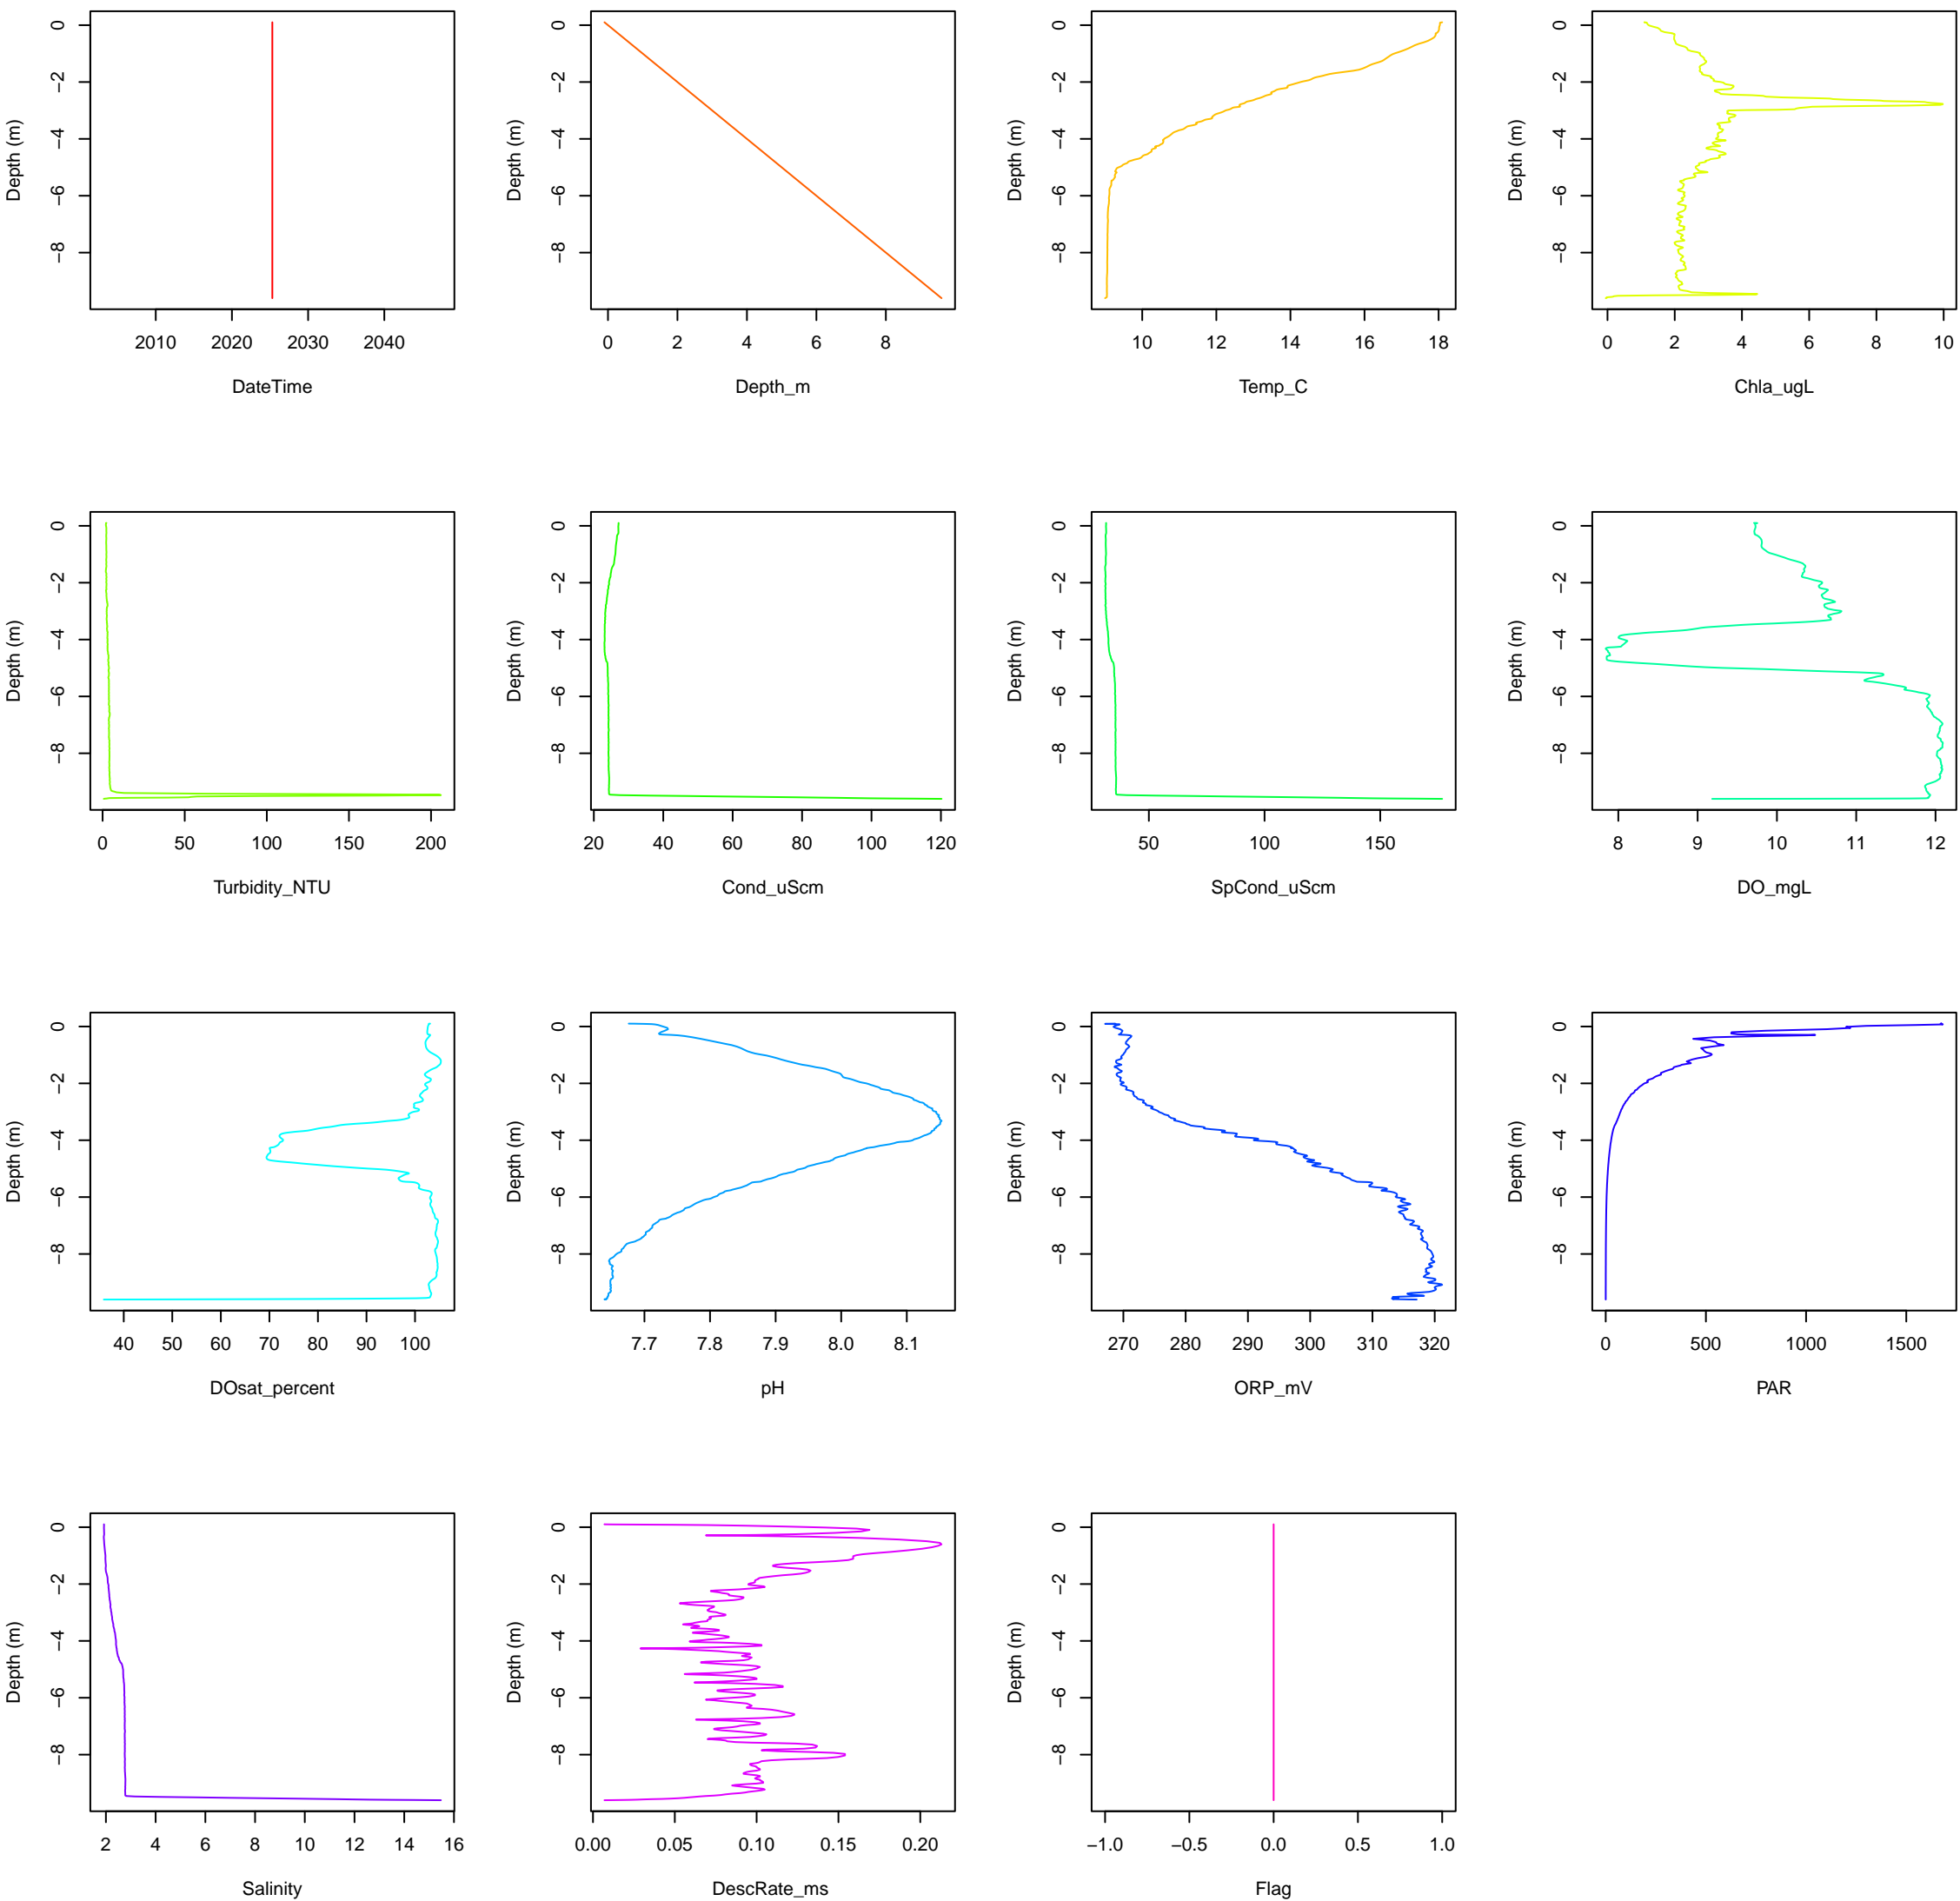 0 −2 −4 −6 −8
Depth (m)
2010 2020 2030 2040
DateTime
0 −2 −4 −6 −8
Depth (m)
0 2 4 6 8
Depth_m
0 −2 −4 −6 −8
Depth (m)
10 12 14 16 18
Temp_C
0 −2 −4 −6 −8
Depth (m)
0 2 4 6 8 10
Chla_ugL
0 −2 −4 −6 −8
Depth (m)
0 50 100 150 200
Turbidity_NTU
0 −2 −4 −6 −8
Depth (m)
20 40 60 80 100 120
Cond_uScm
0 −2 −4 −6 −8
Depth (m)
50 100 150
SpCond_uScm
0 −2 −4 −6 −8
Depth (m)
8 9 10 11 12
DO_mgL
0 −2 −4 −6 −8
Depth (m)
40 50 60 70 80 90 100
DOsat_percent
0 −2 −4 −6 −8
Depth (m)
7.7 7.8 7.9 8.0 8.1
pH
0 −2 −4 −6 −8
Depth (m)
270 280 290 300 310 320
ORP_mV
0 −2 −4 −6 −8
Depth (m)
0 500 1000 1500
PAR
0 −2 −4 −6 −8
Depth (m)
2 4 6 8 10 12 14 16
Salinity
0 −2 −4 −6 −8
Depth (m)
0.00 0.05 0.10 0.15 0.20
DescRate_ms
0 −2 −4 −6 −8
Depth (m)
−1.0 −0.5 0.0 0.5 1.0
Flag